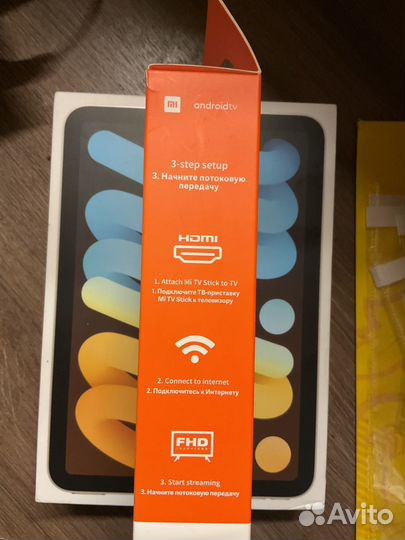 mi androidtv
3-step setup
3. Начните потоковую
передачу
HDMI
1. Attach Mi TV Stick to TV
1. Подключите ТВ-приставку
Mi TV Stick к телевизору
2. Connect to internet
2. Подключитесь к Интернету
FHD
3. Start streaming
3. Начните потоковую передачу
Avito